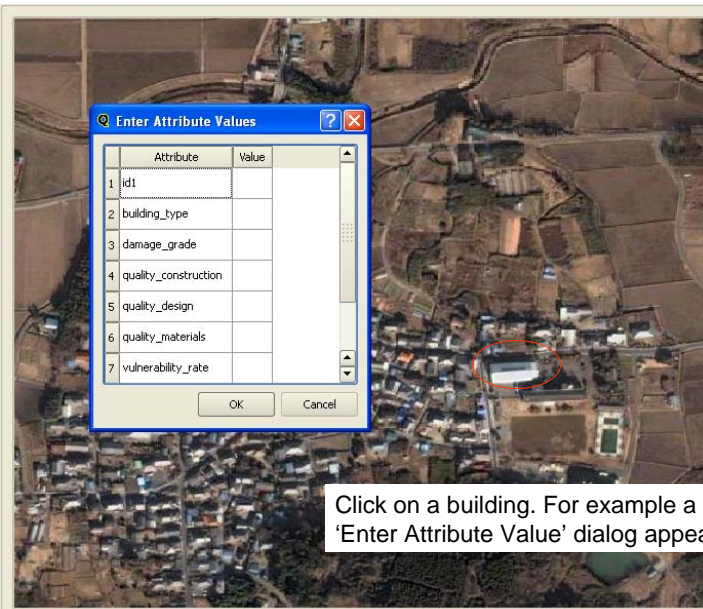 Enter Attribute Values
Attribute Value
1 id1
2 building_type
3 damage_grade
4 quality_construction
5 quality_design
6 quality_materials
7 vulnerability_rate
OK Cancel
Click on a building. For example a
‘Enter Attribute Value’ dialog appea